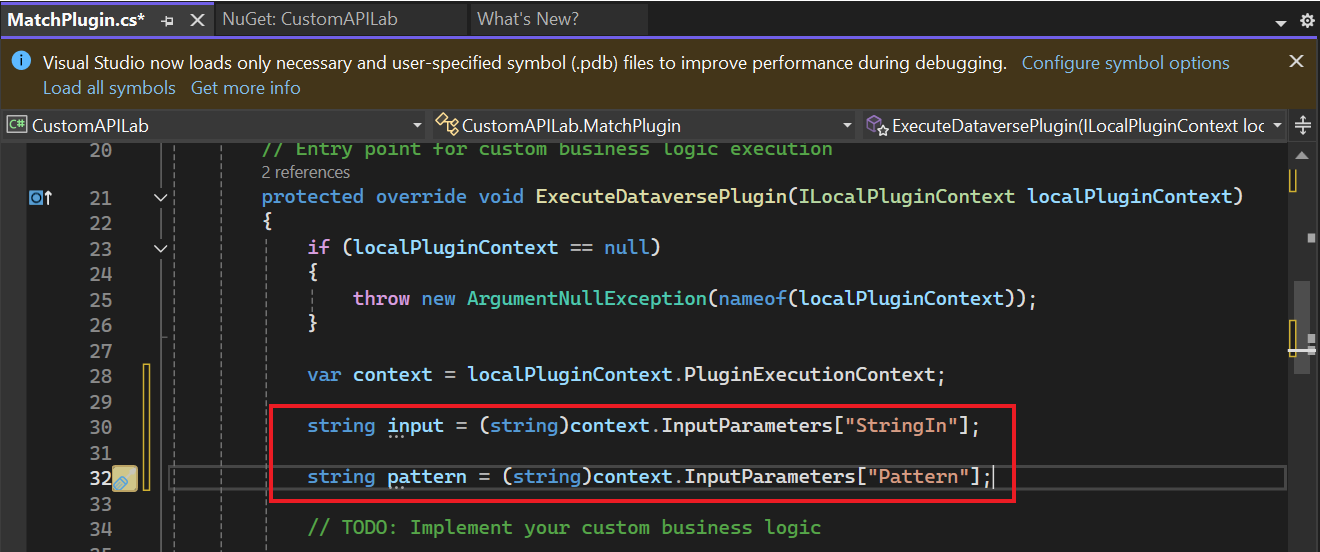 MatchPlugin.cs* NuGet: CustomAPILab What's New?
Visual Studio now loads only necessary and user-specified symbol (.pdb) files to improve performance during debugging. Configure symbol options
Load all symbols Get more info
C# CustomAPILab CustomAPILab.MatchPlugin ExecuteDataversePlugin(ILocalPluginContext loc
20 // Entry point for custom business logic execution
2 references
21 protected override void ExecuteDataversePlugin(ILocalPluginContext localPluginContext)
22 {
23 if (localPluginContext == null)
24 {
25 throw new ArgumentNullException(nameof(localPluginContext));
26 }
27
28 var context = localPluginContext.PluginExecutionContext;
29
30 string input = (string)context.InputParameters["StringIn"];
31
32 string pattern = (string)context.InputParameters["Pattern"];
33
34 // TODO: Implement your custom business logic